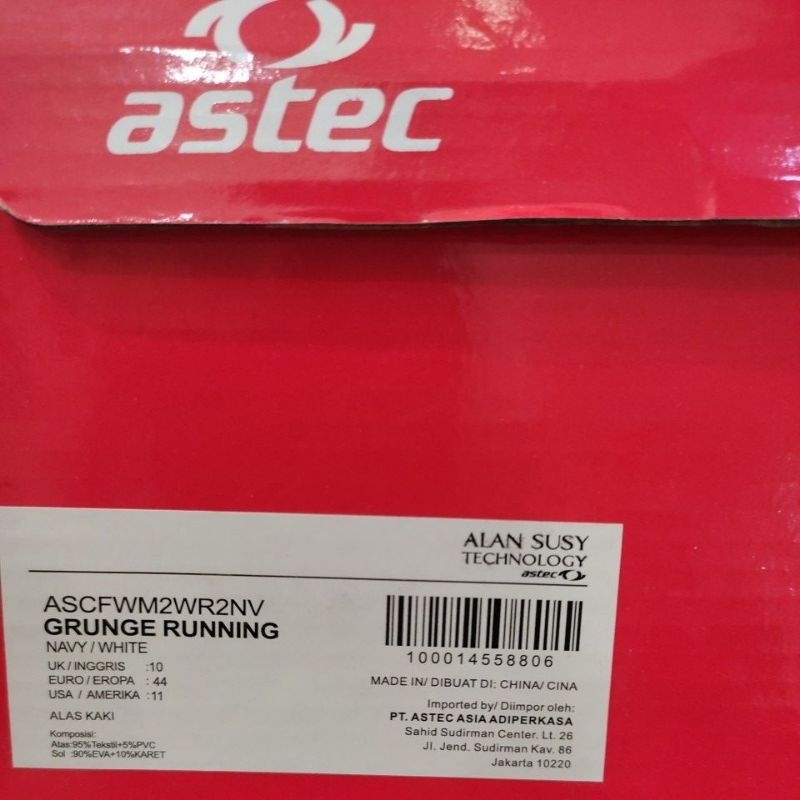 astec
ALAN SUSY
TECHNOLOGY
astec
ASCFWM2WR2NV
GRUNGE RUNNING
NAVY / WHITE
UK / INGGRIS :10
EURO / EROPA : 44
USA / AMERIKA : 11
ALAS KAKI
Komposisi:
Atas:95%Tekstil+5%PVC
Sol :90%EVA+10%KARET
100014558806
MADE IN/ DIBUAT DI: CHINA/ CINA
Imported by/ Diimpor oleh:
PT. ASTEC ASIA ADIPERKASA
Sahid Sudirman Center. Lt. 26
Jl. Jend. Sudirman Kav. 86
Jakarta 10220